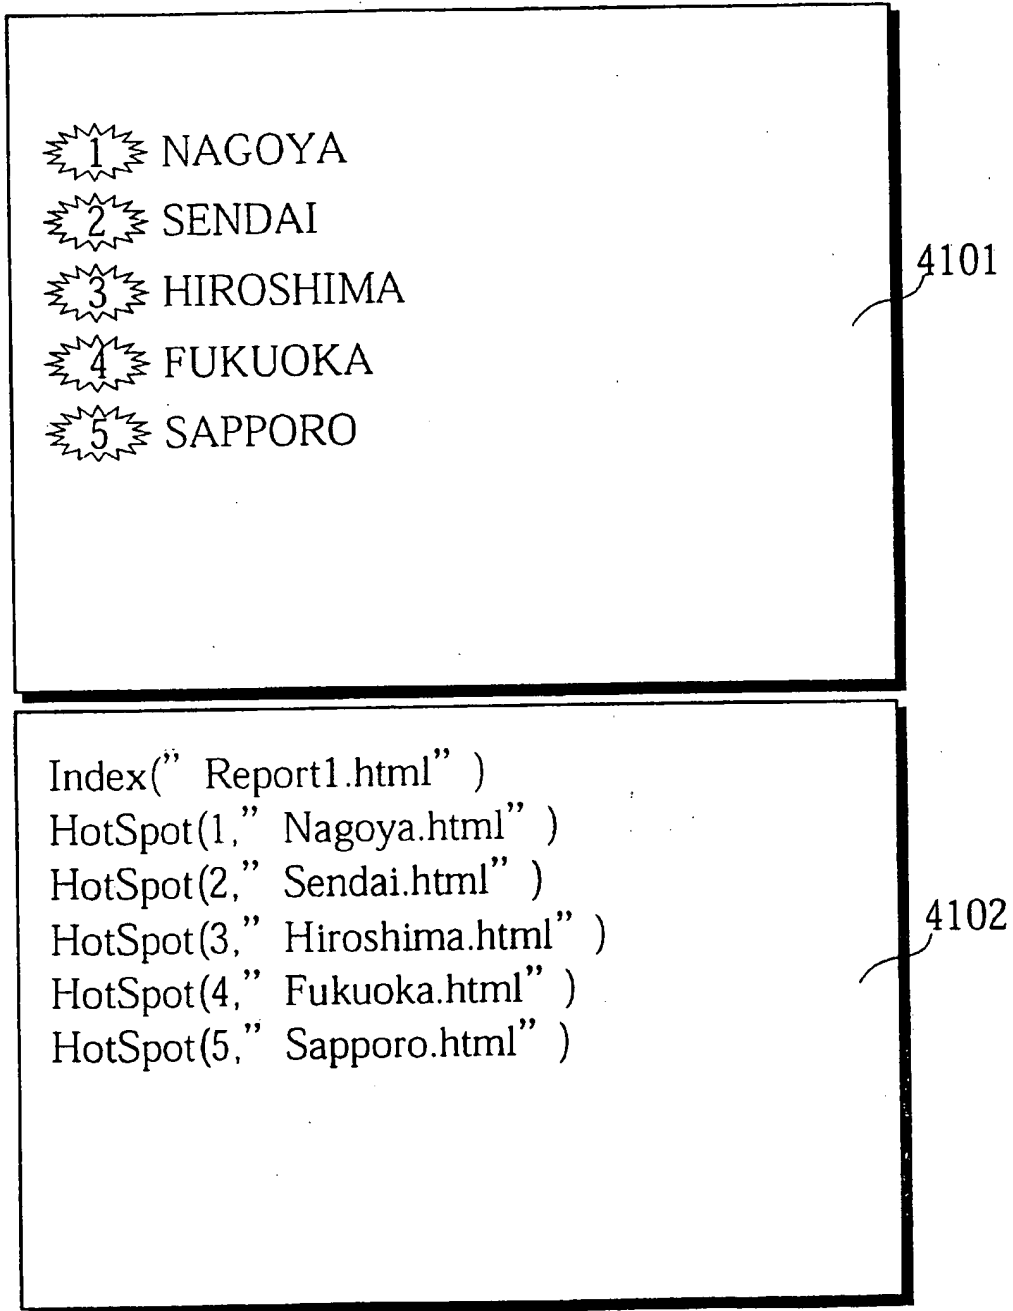 1 NAGOYA
2 SENDAI
3 HIROSHIMA
4 FUKUOKA
5 SAPPORO
4101
Index(" Report1.html" )
HotSpot(1," Nagoya.html" )
HotSpot(2," Sendai.html" )
HotSpot(3," Hiroshima.html" )
HotSpot(4," Fukuoka.html" )
HotSpot(5," Sapporo.html" )
4102